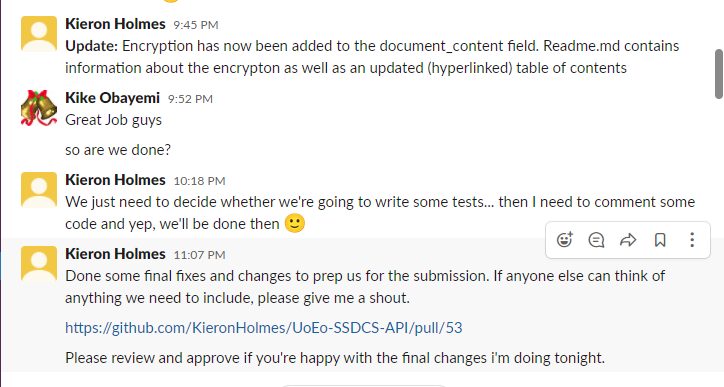 Kieron Holmes 9:45 PM
Update: Encryption has now been added to the document_content field. Readme.md contains
information about the encrypton as well as an updated (hyperlinked) table of contents
Kike Obayemi 9:52 PM
Great Job guys
so are we done?
Kieron Holmes 10:18 PM
We just need to decide whether we're going to write some tests... then I need to comment some
code and yep, we'll be done then 🙂
Kieron Holmes 11:07 PM
Done some final fixes and changes to prep us for the submission. If anyone else can think of
anything we need to include, please give me a shout.
https://github.com/KieronHolmes/UoEo-SSDCS-API/pull/53
Please review and approve if you're happy with the final changes i'm doing tonight.